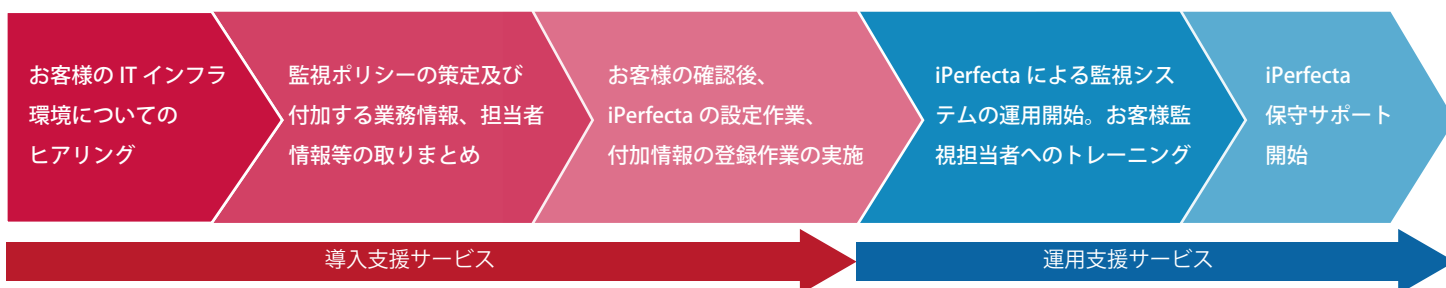 お客様の IT インフラ
環境についての
ヒアリング
監視ポリシーの策定及び
付加する業務情報、担当者
情報等の取りまとめ
お客様の確認後、
iPerfecta の設定作業、
付加情報の登録作業の実施
iPerfecta による監視シス
テムの運用開始。お客様監
視担当者へのトレーニング
iPerfecta
保守サポート
開始
導入支援サービス
運用支援サービス